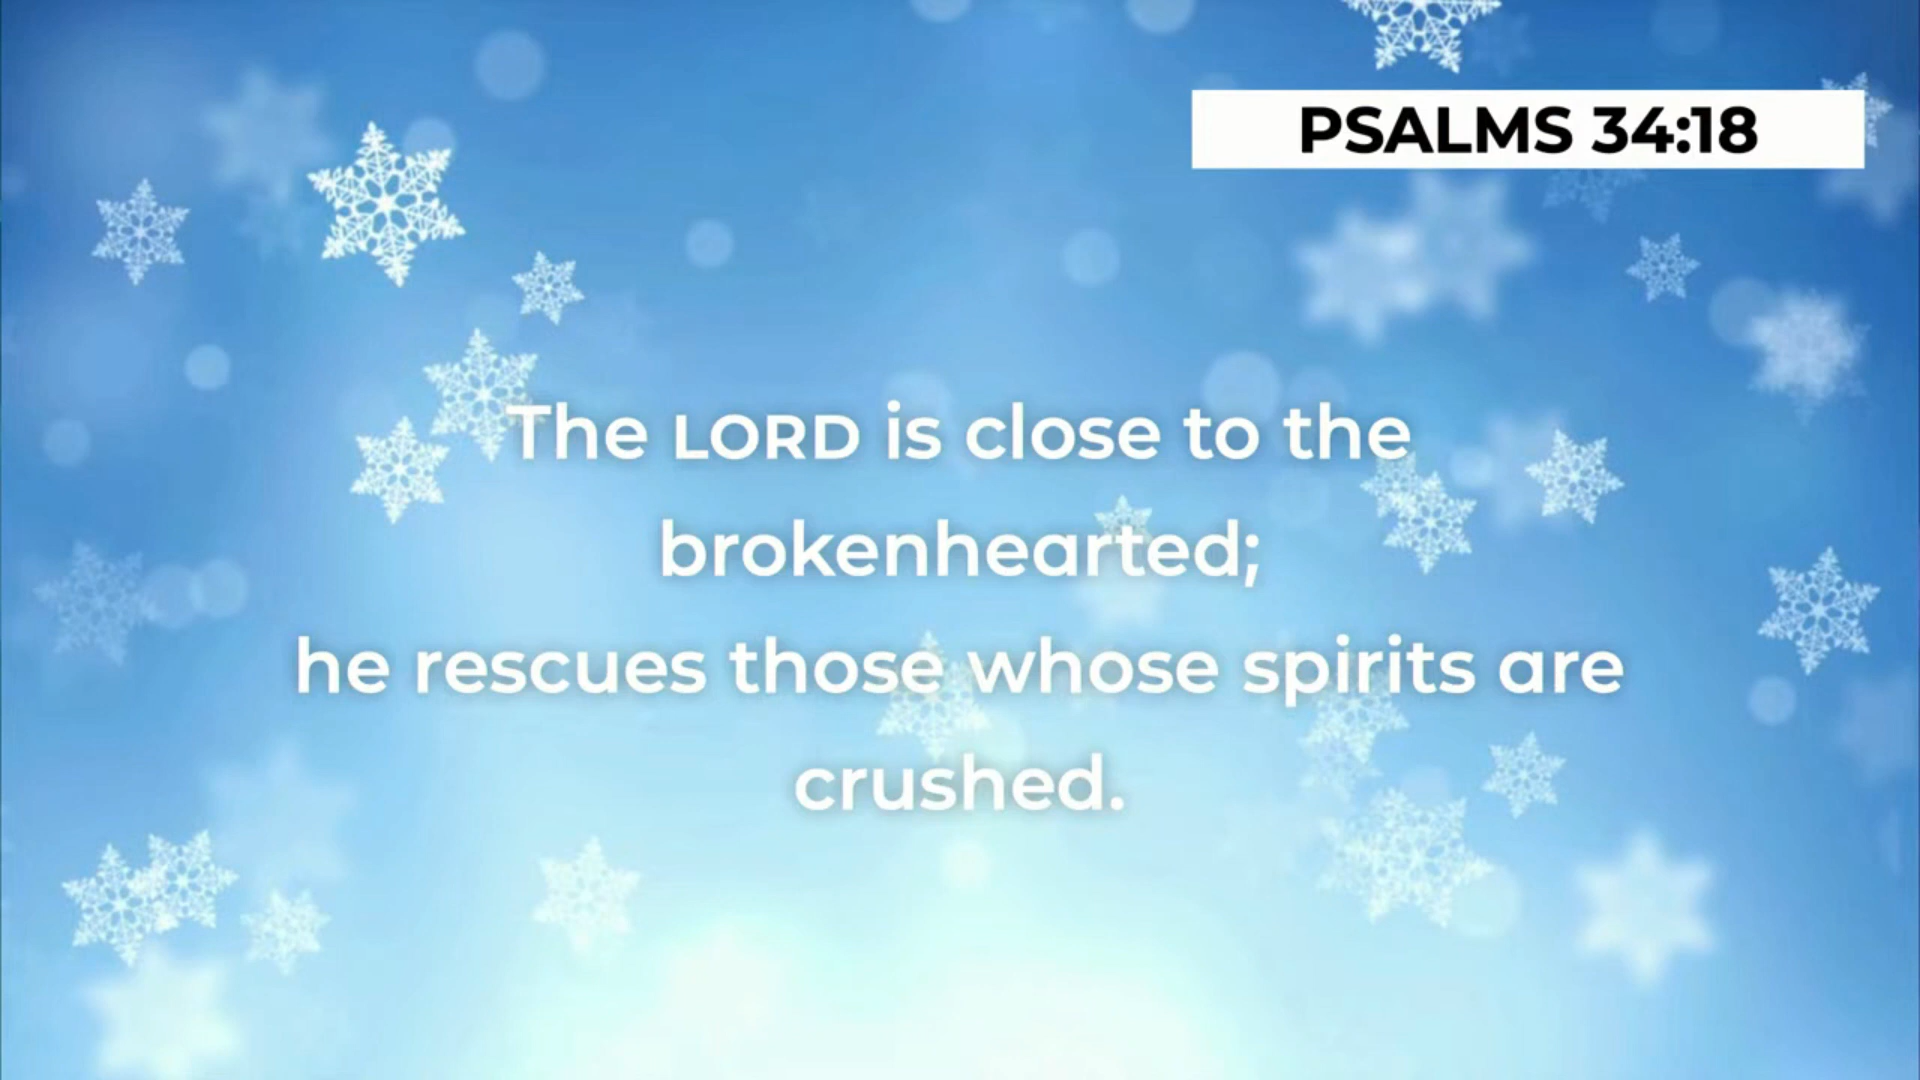 PSALMS 34:18
The LORD is close to the
brokenhearted;
he rescues those whose spirits are
crushed.